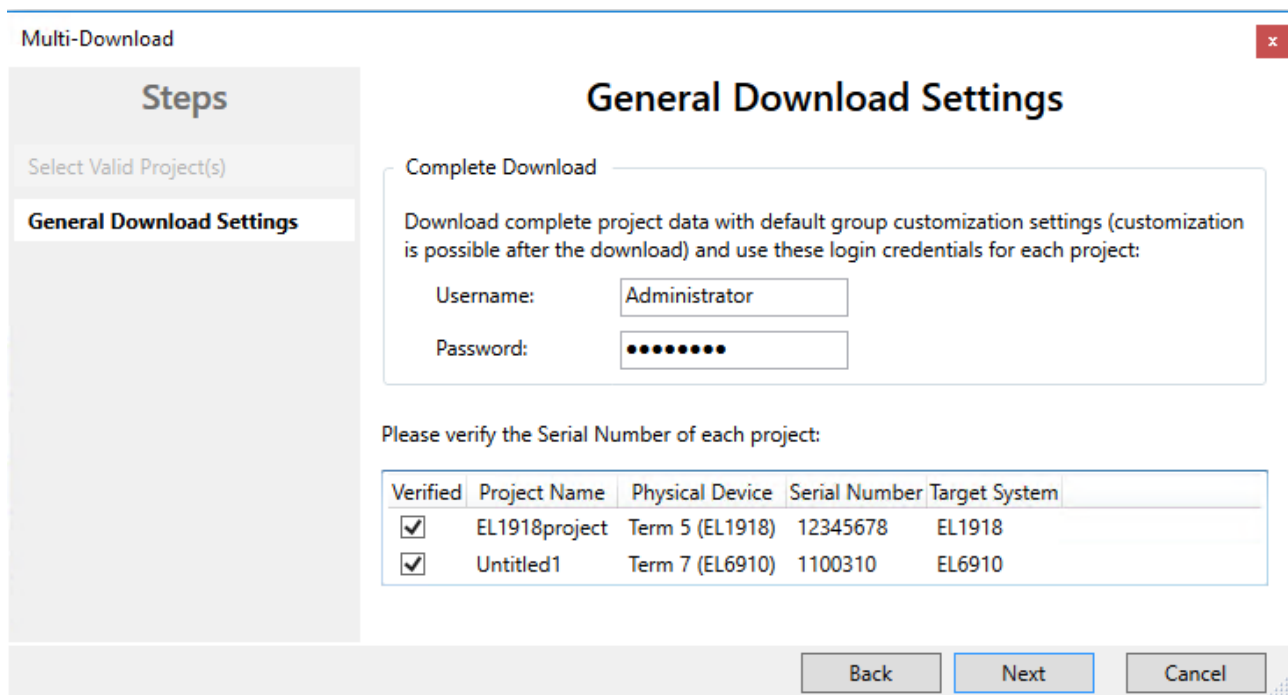 Multi-Download
x
Steps
Select Valid Project(s)
General Download Settings
General Download Settings
Complete Download
Download complete project data with default group customization settings (customization
is possible after the download) and use these login credentials for each project:
Username: Administrator
Password: ●●●●●●●●
Please verify the Serial Number of each project:
Verified Project Name Physical Device Serial Number Target System
EL1918project Term 5 (EL1918) 12345678 EL1918
Untitled1 Term 7 (EL6910) 1100310 EL6910
Back Next Cancel